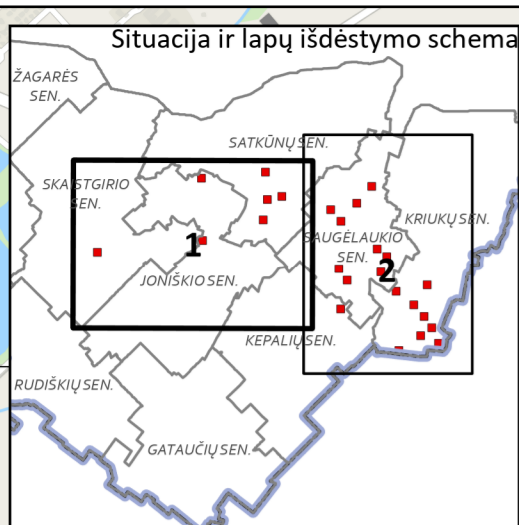 Situacija ir lapų išdėstymo schema
ŽAGARĖS
SEN.
SATKŪNŲ SEN.
SKAISTGIRIO
SEN.
KRIUKŲ SEN.
SAUGĖLAUKIO
SEN.
1
2
JONIŠKIO SEN.
KEPALIŲ SEN.
RUDIŠKIŲ SEN.
GATAUČIŲ SEN.